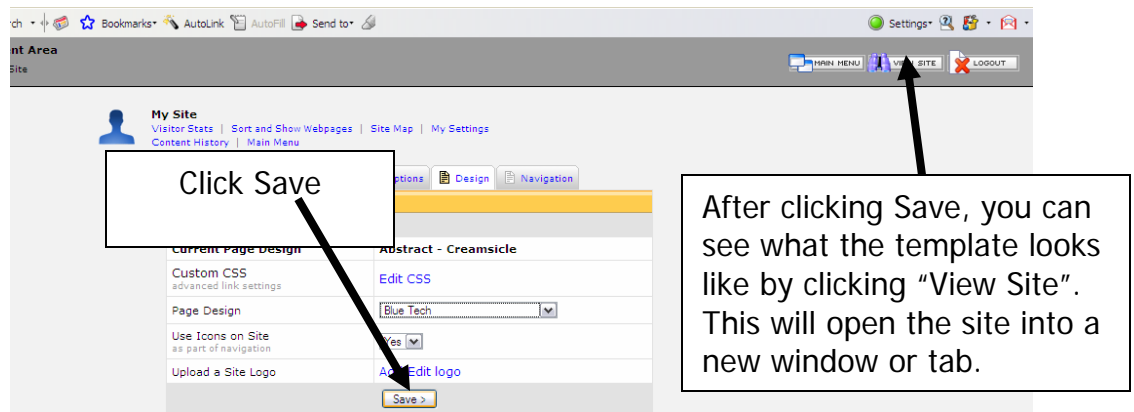 Bookmarks AutoLink AutoFill Send to Settings
nt Area
Site
MAIN MENU SITE LOGOUT
My Site
Visitor Stats | Sort and Show Webpages | Site Map | My Settings
Content History | Main Menu
Click Save
Design Navigation
Current Page Design Abstract - Creamsicle
Custom CSS Edit CSS
advanced link settings
Page Design Blue Tech
Use Icons on Site Yes
as part of navigation
Upload a Site Logo Edit logo
Save >
After clicking Save, you can
see what the template looks
like by clicking “View Site”.
This will open the site into a
new window or tab.